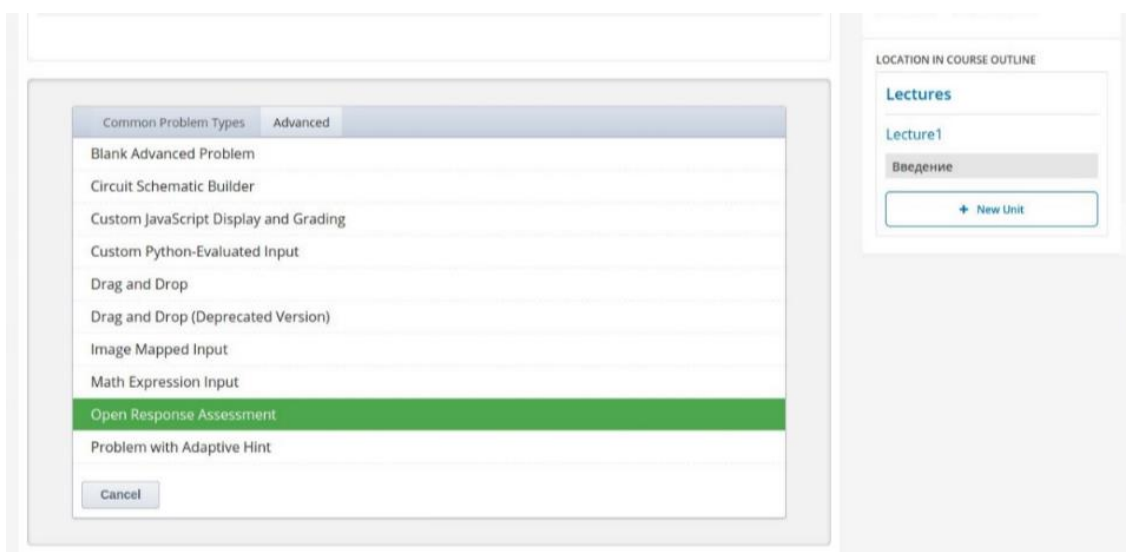 Common Problem Types Advanced
Blank Advanced Problem
Circuit Schematic Builder
Custom JavaScript Display and Grading
Custom Python-Evaluated Input
Drag and Drop
Drag and Drop (Deprecated Version)
Image Mapped Input
Math Expression Input
Open Response Assessment
Problem with Adaptive Hint
Cancel
LOCATION IN COURSE OUTLINE
Lectures
Lecture1
Введение
+ New Unit